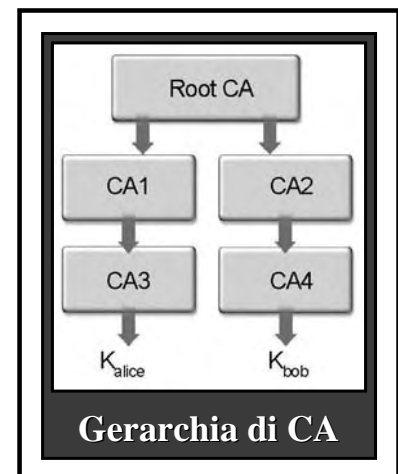 Root CA
CA1 CA2
CA3 CA4
Kalice Kbob
Gerarchia di CA